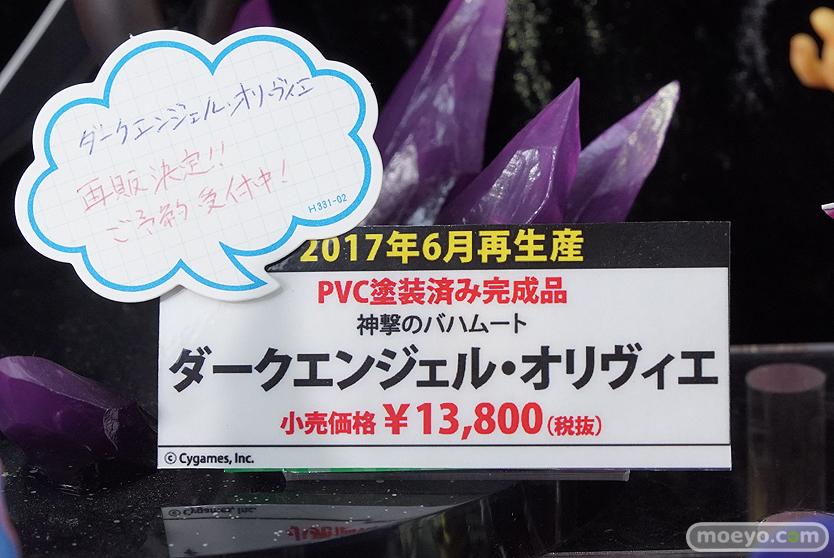 ダークエンジェル・オリヴィエ
再販決定!!
ご予約受付中!
H331-02
2017年6月再生産
PVC塗装済み完成品
神撃のバハムート
ダークエンジェル・オリヴィエ
小売価格 ¥13,800(税抜)
© Cygames, Inc.
moeyo.com